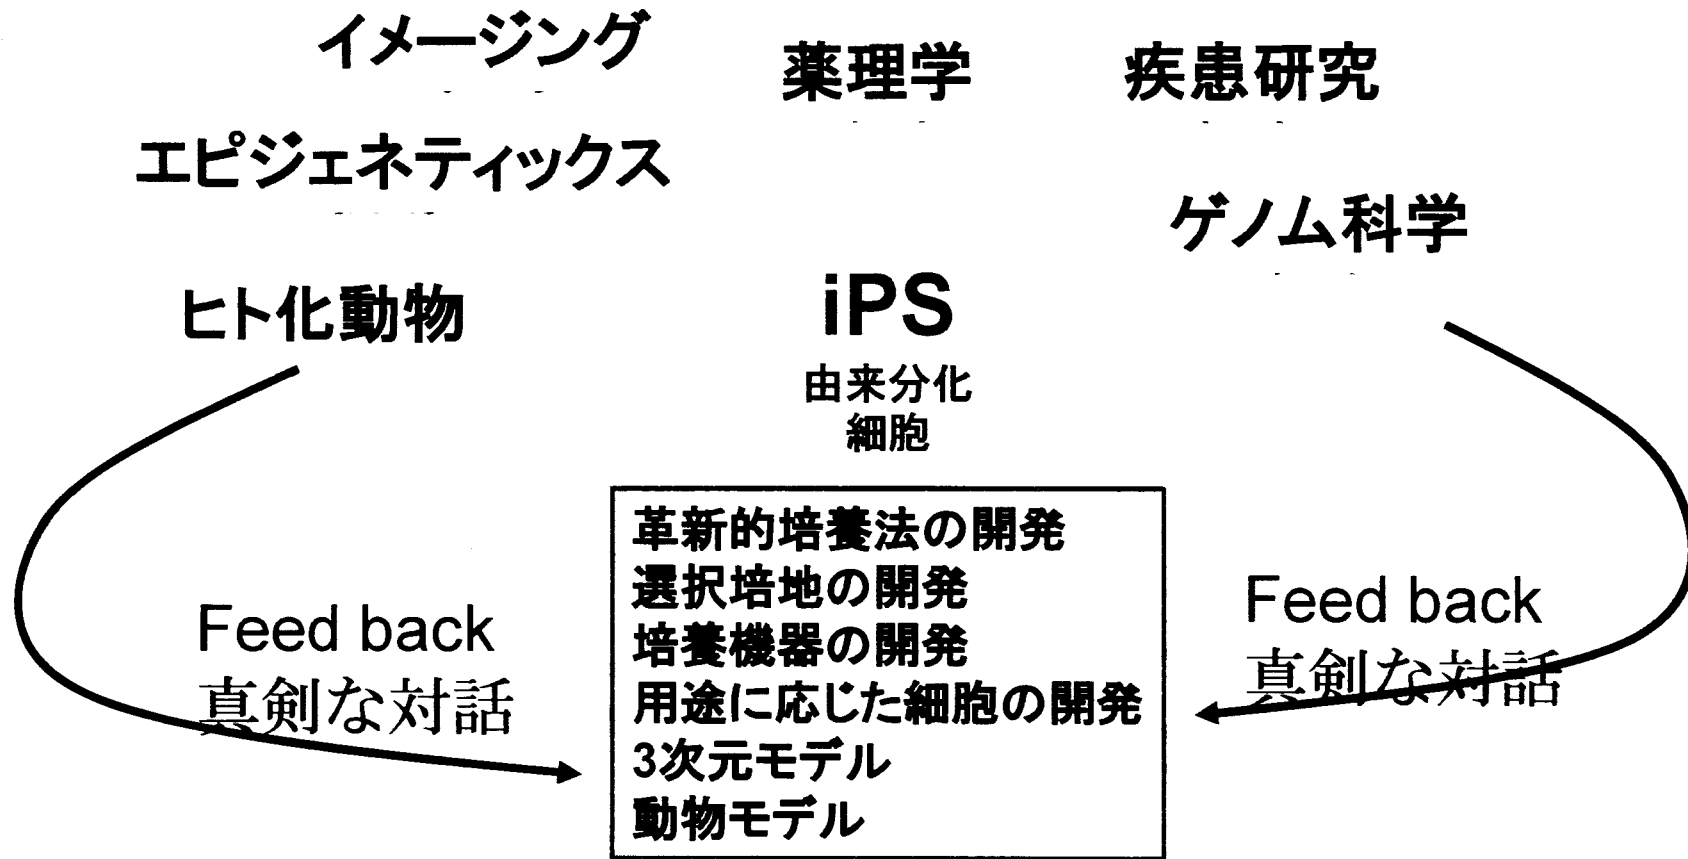 イメージング
薬理学
疾患研究
エピジェネティックス
ゲノム科学
ヒト化動物
iPS
由来分化
細胞
革新的培養法の開発
選択培地の開発
培養機器の開発
用途に応じた細胞の開発
3次元モデル
動物モデル
Feed back
真剣な対話
Feed back
真剣な対話